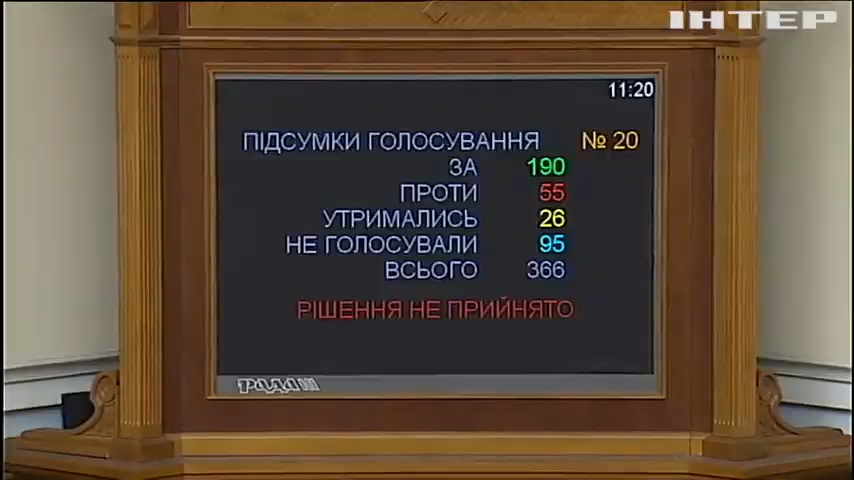 ІНТЕР
11:20
ПІДСУМКИ ГОЛОСУВАННЯ № 20
ЗА 190
ПРОТИ 55
УТРИМАЛИСЬ 26
НЕ ГОЛОСУВАЛИ 95
ВСЬОГО 366
РІШЕННЯ НЕ ПРИЙНЯТО
РАДА